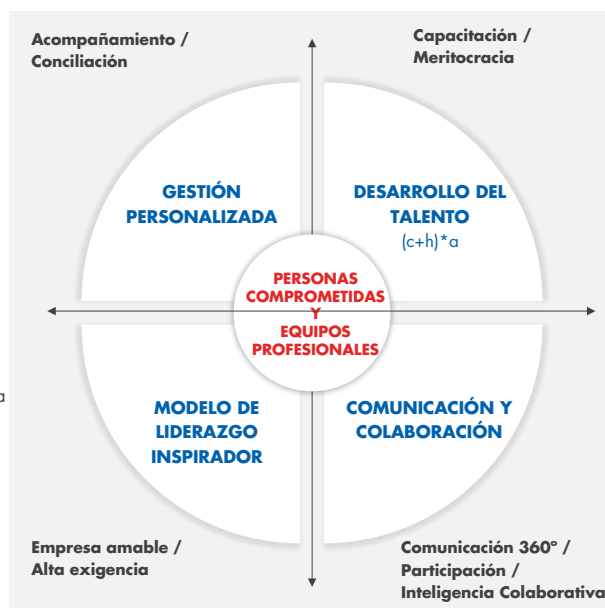 Acompañamiento /
Conciliación
Capacitación /
Meritocracia
GESTIÓN
PERSONALIZADA
DESARROLLO DEL
TALENTO
(c+h)*a
PERSONAS
COMPROMETIDAS
Y
EQUIPOS
PROFESIONALES
a
MODELO DE
LIDERAZGO
INSPIRADOR
COMUNICACIÓN Y
COLABORACIÓN
Empresa amable /
Alta exigencia
Comunicación 360º /
Participación /
Inteligencia Colaborativa